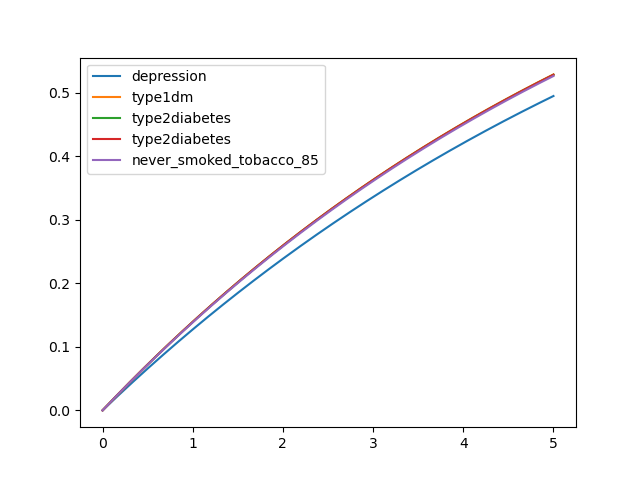 depression
type1dm
type2diabetes
type2diabetes
never_smoked_tobacco_85
0.5
0.4
0.3
0.2
0.1
0.0
0 1 2 3 4 5